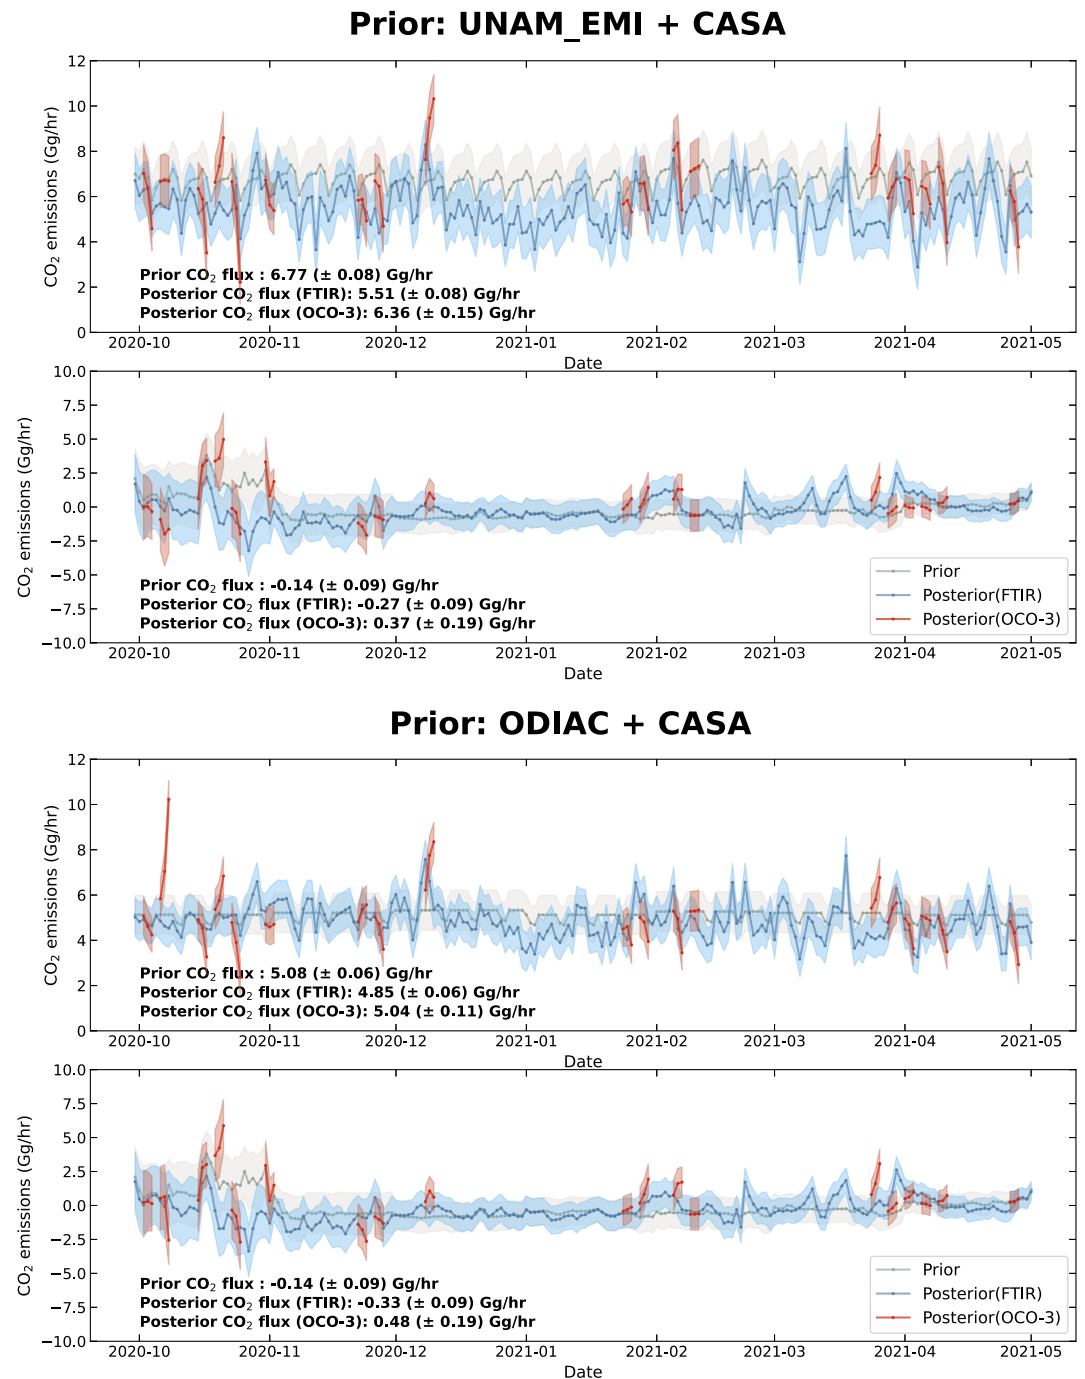 Prior: UNAM_EMI + CASA
12
10
8
6
4
2
0
CO₂ emissions (Gg/hr)
Prior CO₂ flux : 6.77 (± 0.08) Gg/hr
Posterior CO₂ flux (FTIR): 5.51 (± 0.08) Gg/hr
Posterior CO₂ flux (OCO-3): 6.36 (± 0.15) Gg/hr
2020-10 2020-11 2020-12 2021-01 2021-02 2021-03 2021-04 2021-05
Date
10.0
7.5
5.0
2.5
0.0
−2.5
−5.0
−7.5
−10.0
CO₂ emissions (Gg/hr)
Prior CO₂ flux : -0.14 (± 0.09) Gg/hr
Posterior CO₂ flux (FTIR): -0.27 (± 0.09) Gg/hr
Posterior CO₂ flux (OCO-3): 0.37 (± 0.19) Gg/hr
Prior
Posterior(FTIR)
Posterior(OCO-3)
2020-10 2020-11 2020-12 2021-01 2021-02 2021-03 2021-04 2021-05
Date
Prior: ODIAC + CASA
12
10
8
6
4
2
0
CO₂ emissions (Gg/hr)
Prior CO₂ flux : 5.08 (± 0.06) Gg/hr
Posterior CO₂ flux (FTIR): 4.85 (± 0.06) Gg/hr
Posterior CO₂ flux (OCO-3): 5.04 (± 0.11) Gg/hr
2020-10 2020-11 2020-12 2021-01 2021-02 2021-03 2021-04 2021-05
Date
10.0
7.5
5.0
2.5
0.0
−2.5
−5.0
−7.5
−10.0
CO₂ emissions (Gg/hr)
Prior CO₂ flux : -0.14 (± 0.09) Gg/hr
Posterior CO₂ flux (FTIR): -0.33 (± 0.09) Gg/hr
Posterior CO₂ flux (OCO-3): 0.48 (± 0.19) Gg/hr
Prior
Posterior(FTIR)
Posterior(OCO-3)
2020-10 2020-11 2020-12 2021-01 2021-02 2021-03 2021-04 2021-05
Date